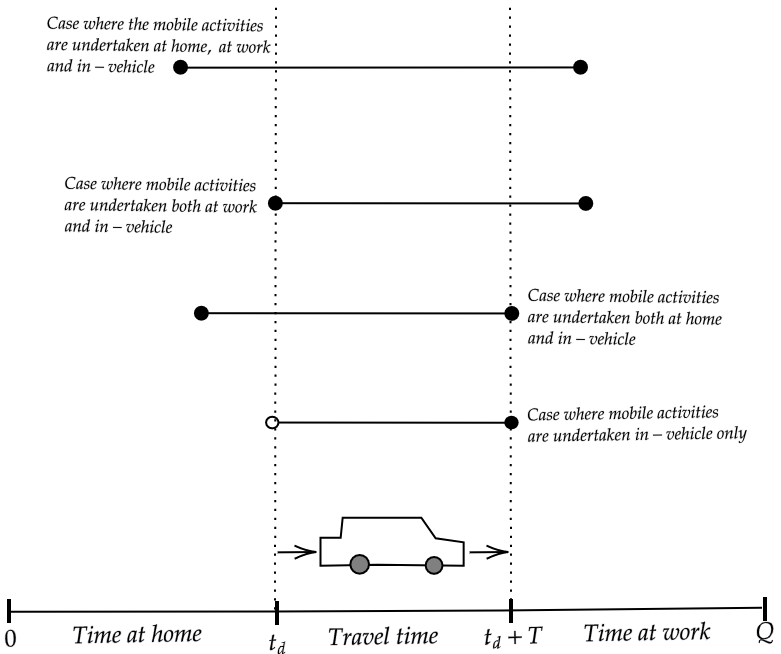 Case where the mobile activities
are undertaken at home, at work
and in – vehicle
Case where mobile activities
are undertaken both at work
and in – vehicle
Case where mobile activities
are undertaken both at home
and in – vehicle
Case where mobile activities
are undertaken in – vehicle only
0 Time at home t_d Travel time t_d + T Time at work Q